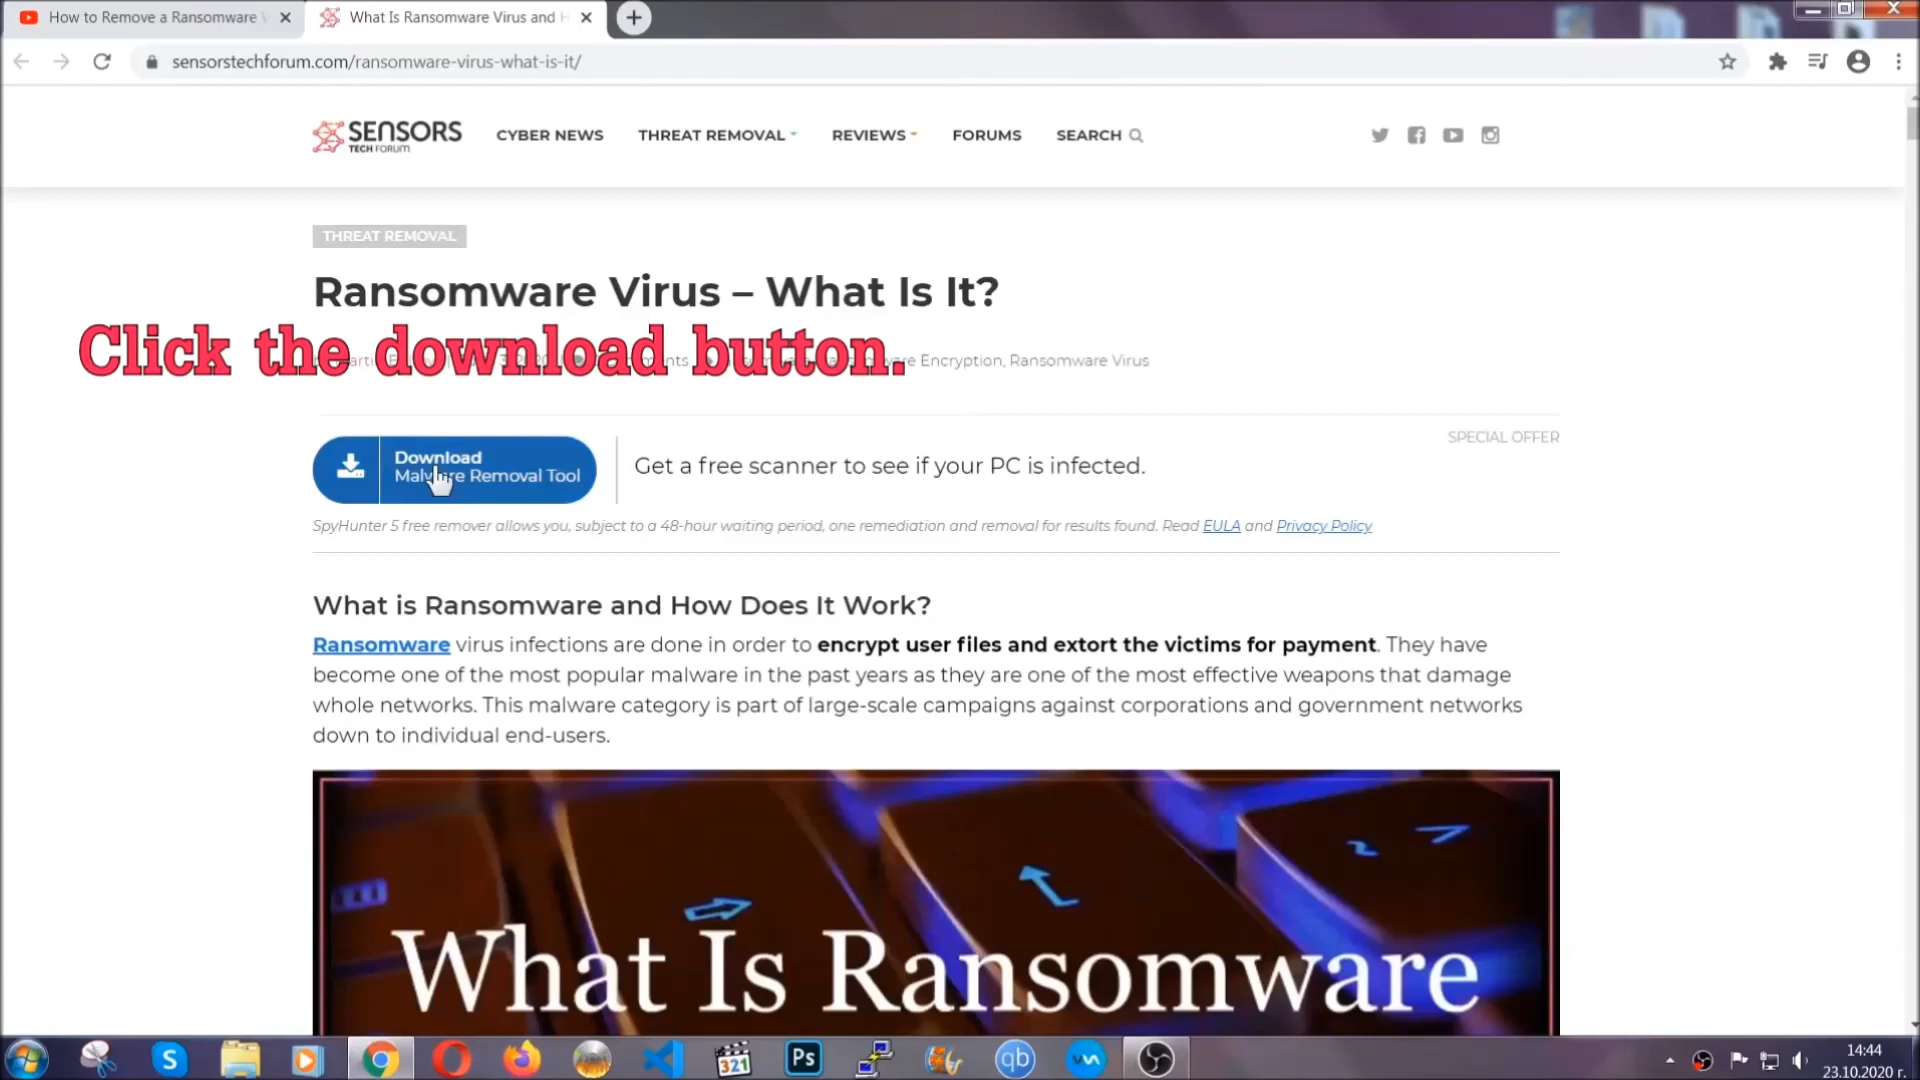 How to Remove a Ransomware
What Is Ransomware Virus and
sensorstechforum.com/ransomware-virus-what-is-it/
SENSORS
TECH FORUM
CYBER NEWS
THREAT REMOVAL
REVIEWS
FORUMS
SEARCH
THREAT REMOVAL
Ransomware Virus – What Is It?
Click the download button.
Encryption, Ransomware Virus
SPECIAL OFFER
Download
Malware Removal Tool
Get a free scanner to see if your PC is infected.
SpyHunter 5 free remover allows you, subject to a 48-hour waiting period, one remediation and removal for results found. Read EULA and Privacy Policy
What is Ransomware and How Does It Work?
Ransomware virus infections are done in order to encrypt user files and extort the victims for payment. They have
become one of the most popular malware in the past years as they are one of the most effective weapons that damage
whole networks. This malware category is part of large-scale campaigns against corporations and government networks
down to individual end-users.
What Is Ransomware
S
321
Ps
qb
14:44
23.10.2020 г.